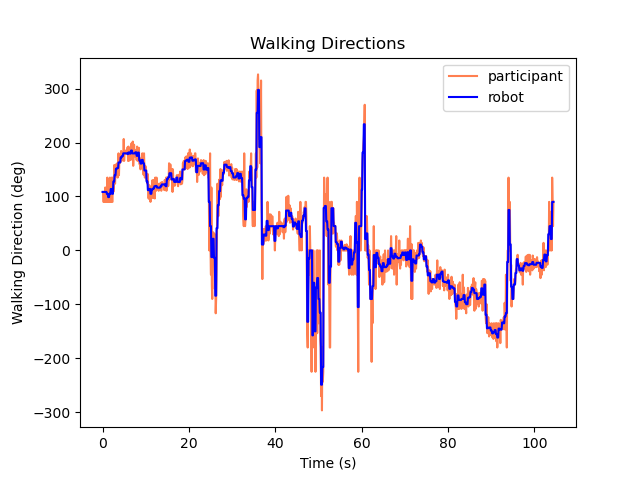 Walking Directions
participant
robot
300
200
100
0
−100
−200
−300
Walking Direction (deg)
0 20 40 60 80 100
Time (s)